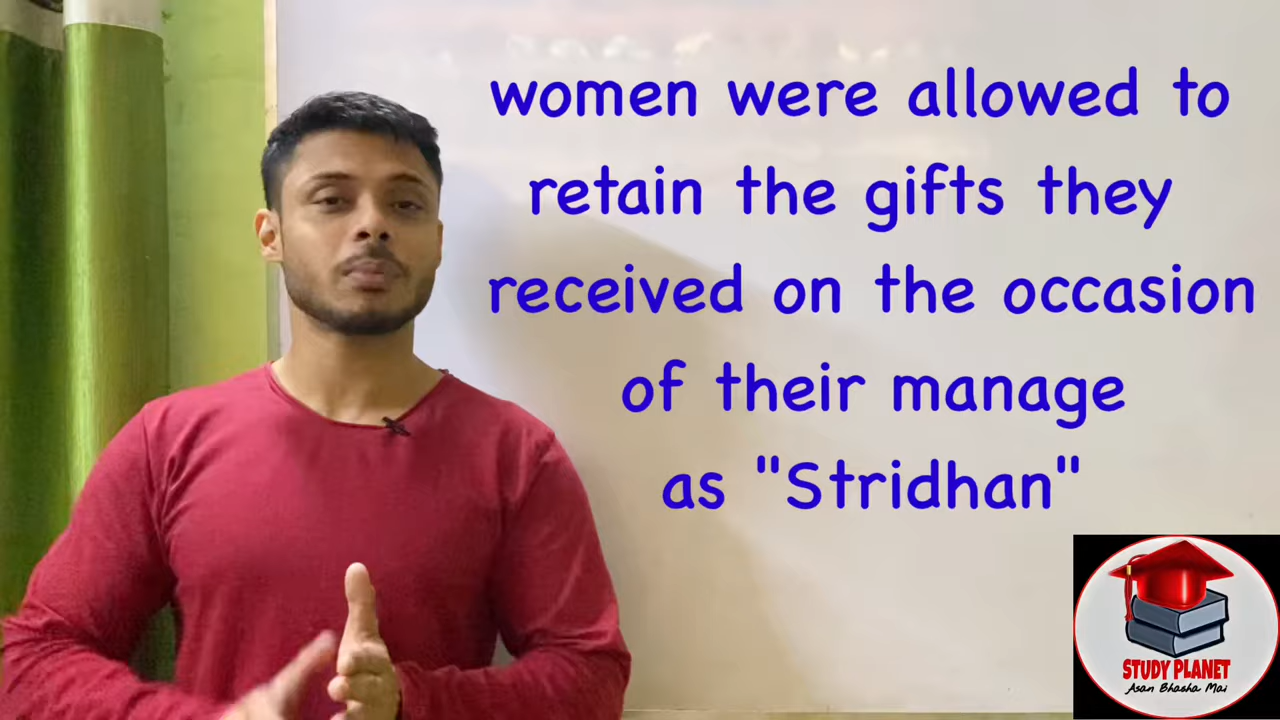 women were allowed to
retain the gifts they
received on the occasion
of their manage
as "Stridhan"
STUDY PLANET
Asan Bhasha Mai